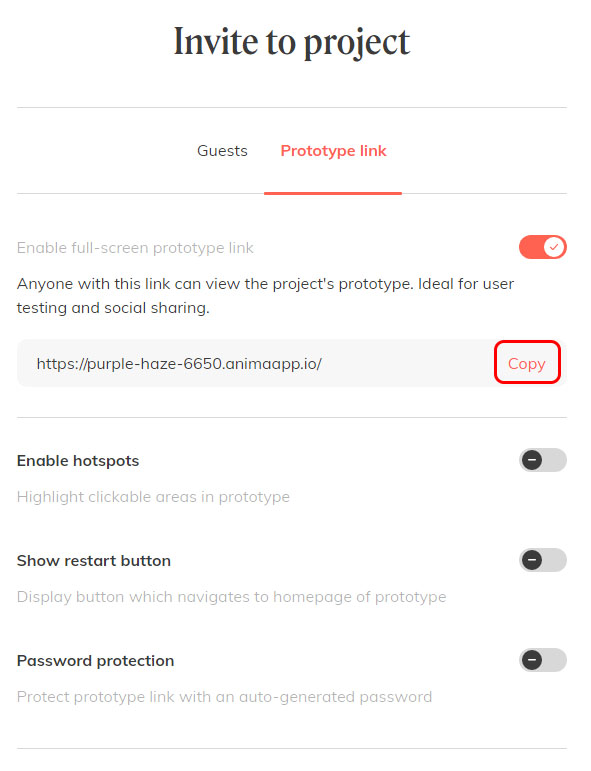 Invite to project
Guests
Prototype link
Enable full-screen prototype link
Anyone with this link can view the project's prototype. Ideal for user
testing and social sharing.
https://purple-haze-6650.animaapp.io/
Copy
Enable hotspots
Highlight clickable areas in prototype
Show restart button
Display button which navigates to homepage of prototype
Password protection
Protect prototype link with an auto-generated password